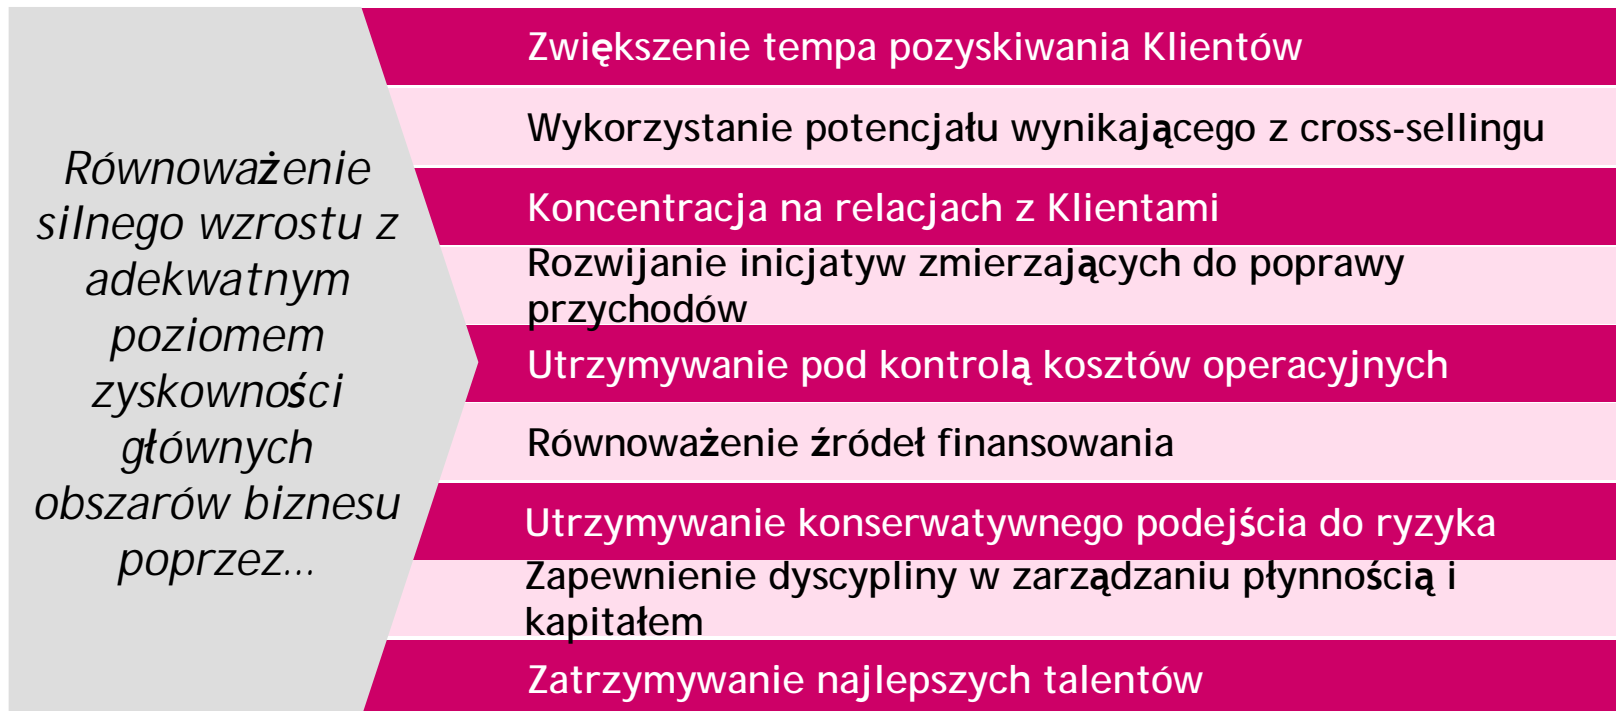 Równoważenie
silnego wzrostu z
adekwatnym
poziomem
zyskowności
głównych
obszarów biznesu
poprzez...
Zwiększenie tempa pozyskiwania Klientów
Wykorzystanie potencjału wynikającego z cross-sellingu
Koncentracja na relacjach z Klientami
Rozwijanie inicjatyw zmierzających do poprawy
przychodów
Utrzymywanie pod kontrolą kosztów operacyjnych
Równoważenie źródeł finansowania
Utrzymywanie konserwatywnego podejścia do ryzyka
Zapewnienie dyscypliny w zarządzaniu płynnością i
kapitałem
Zatrzymywanie najlepszych talentów